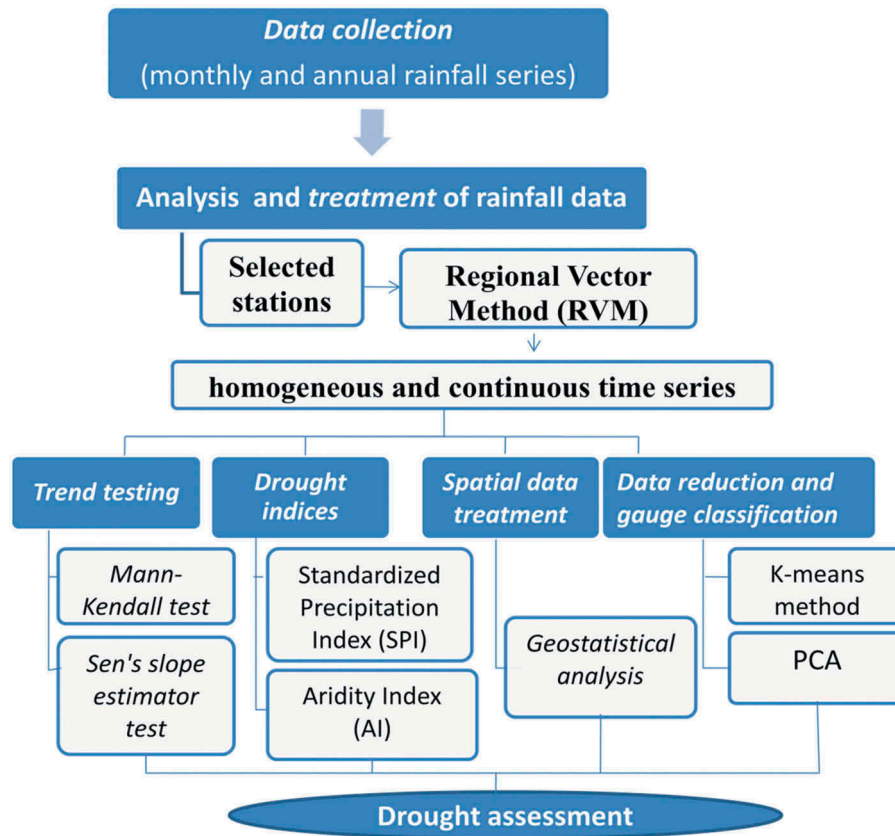 Data collection
(monthly and annual rainfall series)
Analysis and treatment of rainfall data
Selected
stations
Regional Vector
Method (RVM)
homogeneous and continuous time series
Trend testing
Mann-
Kendall test
Sen's slope
estimator
test
Drought
indices
Standardized
Precipitation
Index (SPI)
Aridity Index
(AI)
Spatial data
treatment
Geostatistical
analysis
Data reduction and
gauge classification
K-means
method
PCA
Drought assessment